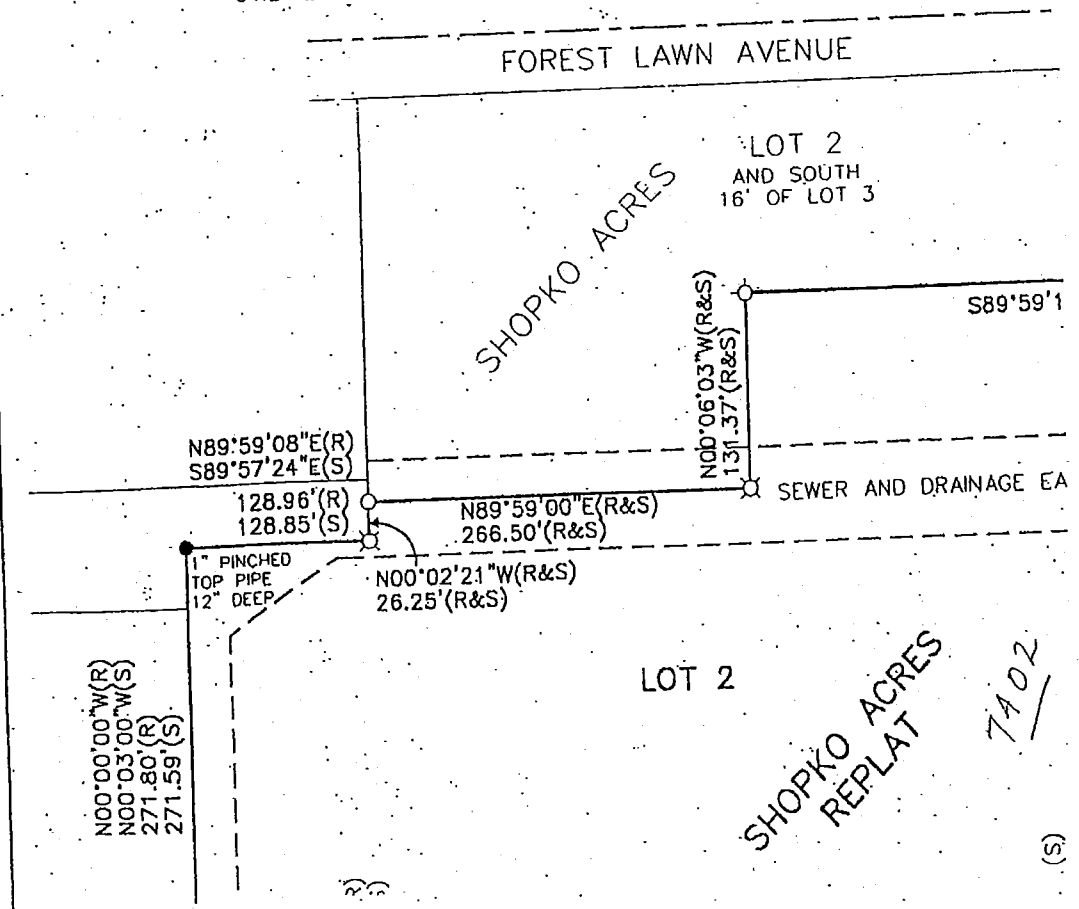 FOREST LAWN AVENUE
LOT 2
AND SOUTH
16' OF LOT 3
SHOPKO ACRES
S89°59'1
N00°06'03"W(R&S)
131.37'(R&S)
N89°59'08"E(R)
S89°57'24"E(S)
128.96'(R)
128.85'(S)
N89°59'00"E(R&S)
266.50'(R&S)
SEWER AND DRAINAGE EA
1" PINCHED
TOP PIPE
12" DEEP
N00°02'21"W(R&S)
26.25'(R&S)
N00°00'00"W(R)
N00°03'00"W(S)
271.80'(R)
271.59'(S)
LOT 2
SHOPKO ACRES
REPLAT
7402
(S)